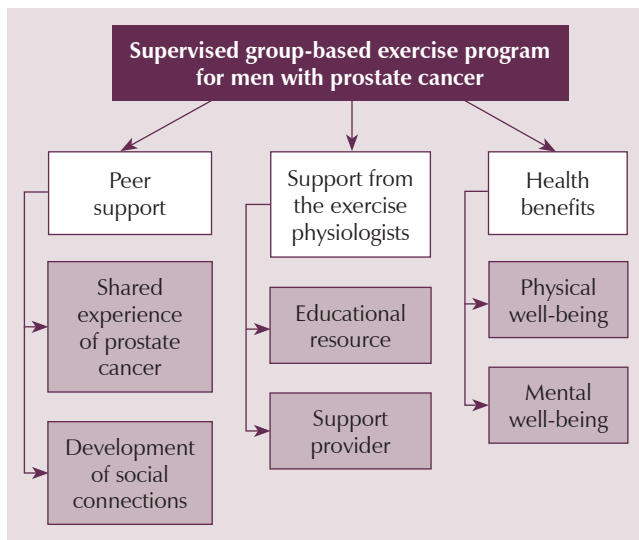 Supervised group-based exercise program
for men with prostate cancer
Peer
support
Shared
experience
of prostate
cancer
Development
of social
connections
Support from
the exercise
physiologists
Educational
resource
Support
provider
Health
benefits
Physical
well-being
Mental
well-being